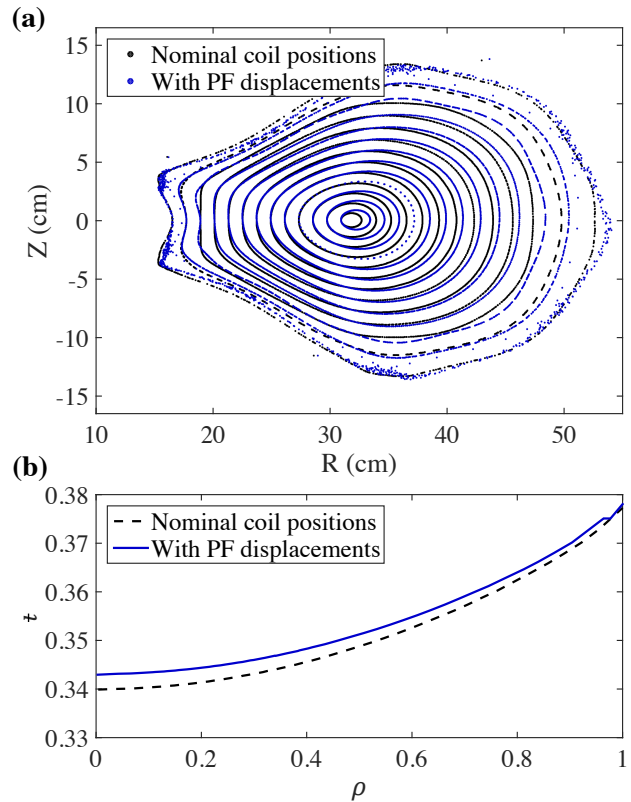 (a)
15
10
5
0
-5
-10
-15
Z (cm)
Nominal coil positions
With PF displacements
10 20 30 40 50
R (cm)
(b)
0.38
0.37
0.36
0.35
0.34
0.33
ɨ
Nominal coil positions
With PF displacements
0 0.2 0.4 0.6 0.8 1
ρ